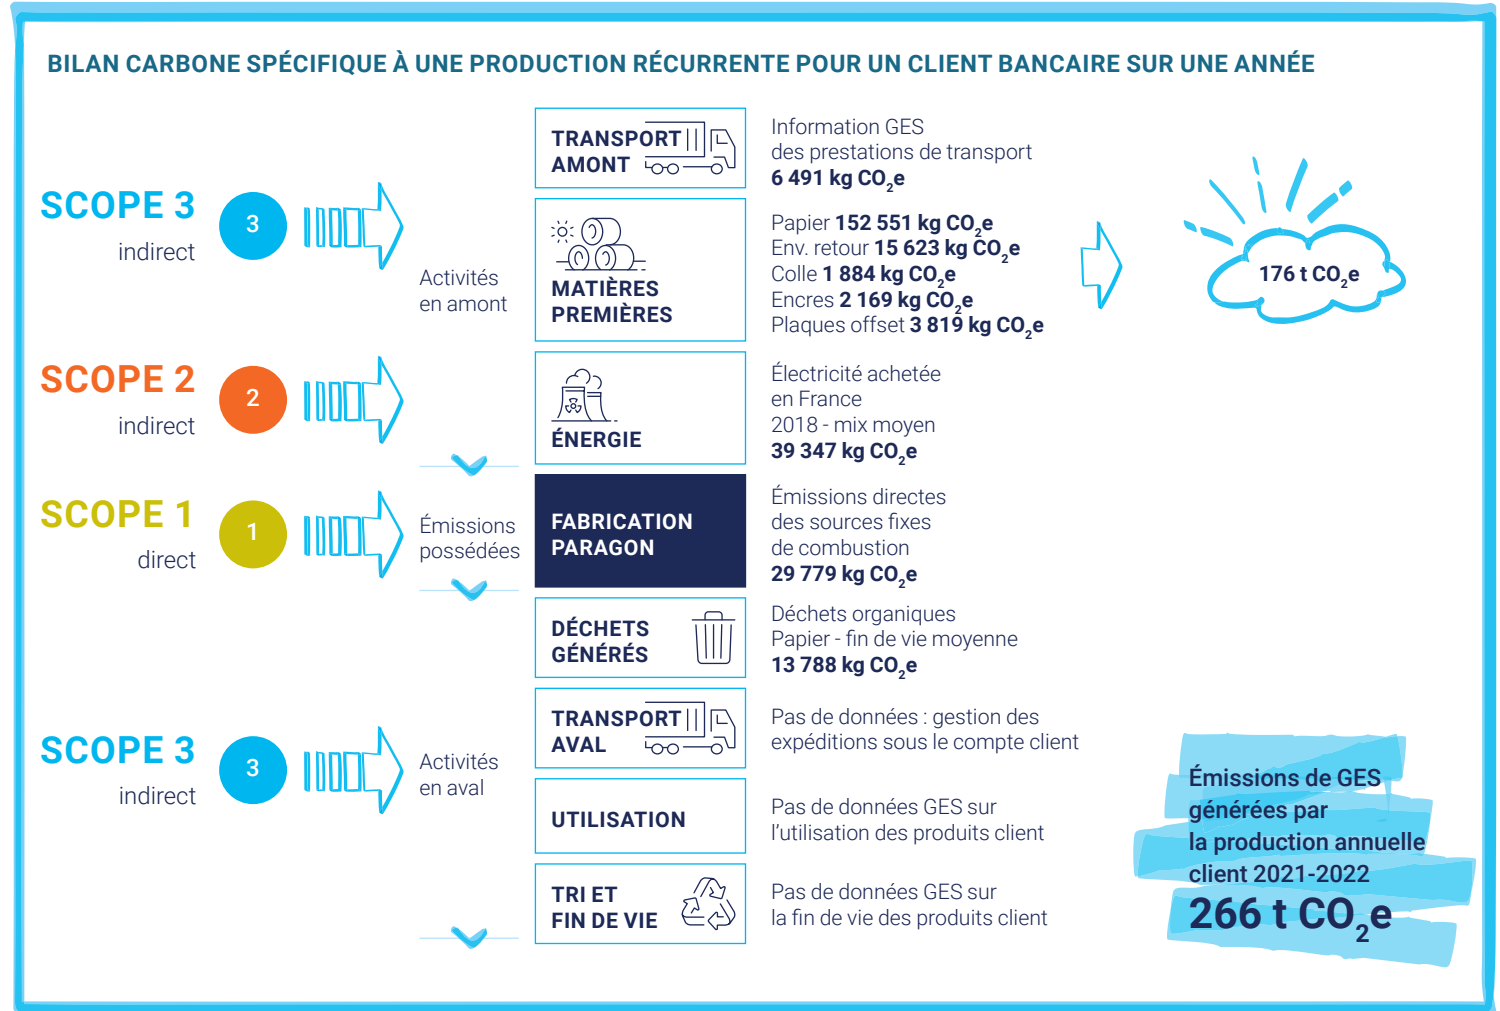 BILAN CARBONE SPÉCIFIQUE À UNE PRODUCTION RÉCURRENTE POUR UN CLIENT BANCAIRE SUR UNE ANNÉE
SCOPE 3
indirect
3
Activités
en amont
TRANSPORT
AMONT
Information GES
des prestations de transport
6 491 kg CO₂e
MATIÈRES
PREMIÈRES
Papier 152 551 kg CO₂e
Env. retour 15 623 kg CO₂e
Colle 1 884 kg CO₂e
Encres 2 169 kg CO₂e
Plaques offset 3 819 kg CO₂e
176 t CO₂e
SCOPE 2
indirect
2
ÉNERGIE
Électricité achetée
en France
2018 - mix moyen
39 347 kg CO₂e
SCOPE 1
direct
1
Émissions
possédées
FABRICATION
PARAGON
Émissions directes
des sources fixes
de combustion
29 779 kg CO₂e
SCOPE 3
indirect
3
Activités
en aval
DÉCHETS
GÉNÉRÉS
Déchets organiques
Papier - fin de vie moyenne
13 788 kg CO₂e
TRANSPORT
AVAL
Pas de données : gestion des
expéditions sous le compte client
UTILISATION
Pas de données GES sur
l'utilisation des produits client
TRI ET
FIN DE VIE
Pas de données GES sur
la fin de vie des produits client
Émissions de GES
générées par
la production annuelle
client 2021-2022
266 t CO₂e